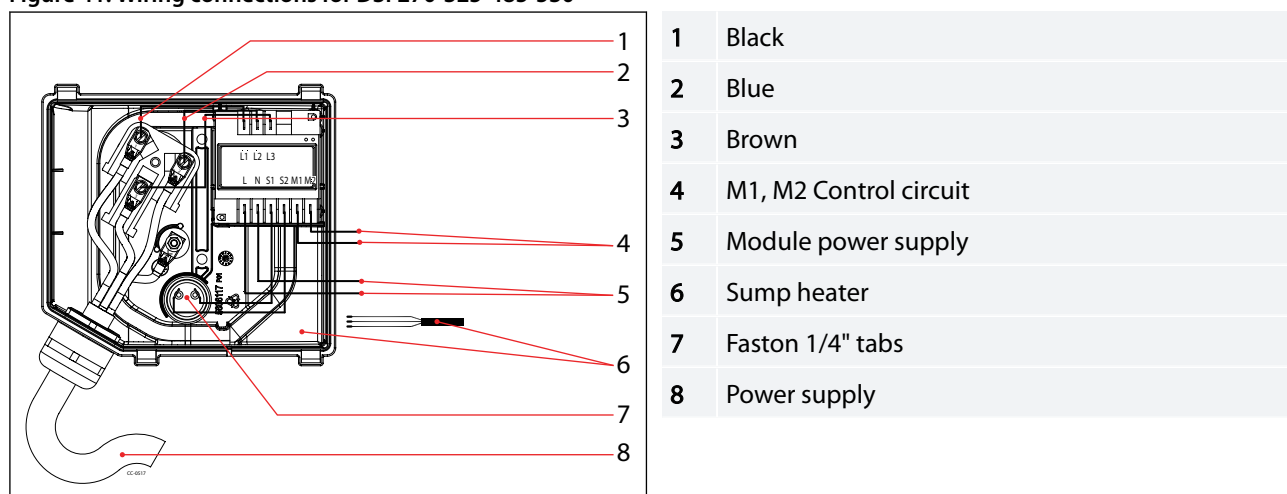 1
2
3
L1 L2 L3
L N S1 S2 M1 M2
4
5
6
7
8
CC-0517
1 Black
2 Blue
3 Brown
4 M1, M2 Control circuit
5 Module power supply
6 Sump heater
7 Faston 1/4" tabs
8 Power supply